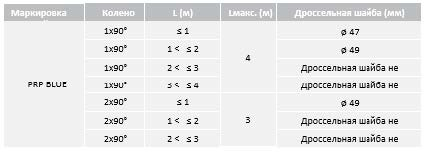 Маркировка Колено L (м) Lмакс. (м) Дроссельная шайба (мм)
PRP BLUE 1x90° ≤ 1 4 ø 47
1x90° 1 < ≤ 2 ø 49
1x90° 2 < ≤ 3 Дроссельная шайба не
1x90° 3 < ≤ 4 Дроссельная шайба не
2x90° ≤ 1 3 ø 49
2x90° 1 < ≤ 2 Дроссельная шайба не
2x90° 2 < ≤ 3 Дроссельная шайба не